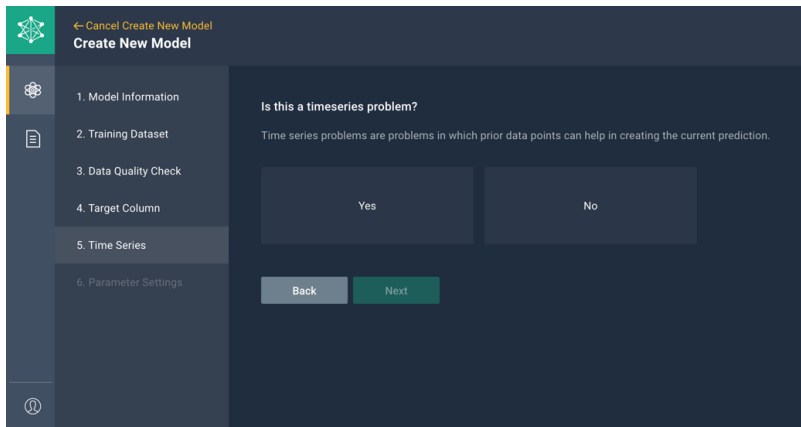 ← Cancel Create New Model
Create New Model
1. Model Information
2. Training Dataset
3. Data Quality Check
4. Target Column
5. Time Series
6. Parameter Settings
Is this a timeseries problem?
Time series problems are problems in which prior data points can help in creating the current prediction.
Yes
No
Back
Next